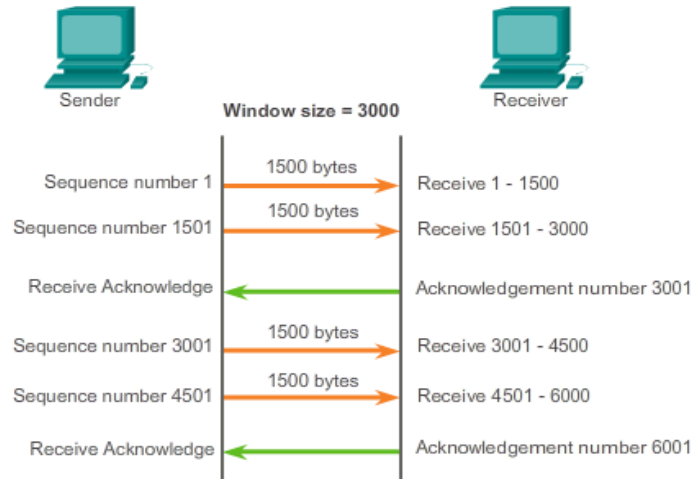 Sender
Receiver
Window size = 3000
1500 bytes
Sequence number 1
Receive 1 - 1500
1500 bytes
Sequence number 1501
Receive 1501 - 3000
Receive Acknowledge
Acknowledgement number 3001
1500 bytes
Sequence number 3001
Receive 3001 - 4500
1500 bytes
Sequence number 4501
Receive 4501 - 6000
Receive Acknowledge
Acknowledgement number 6001